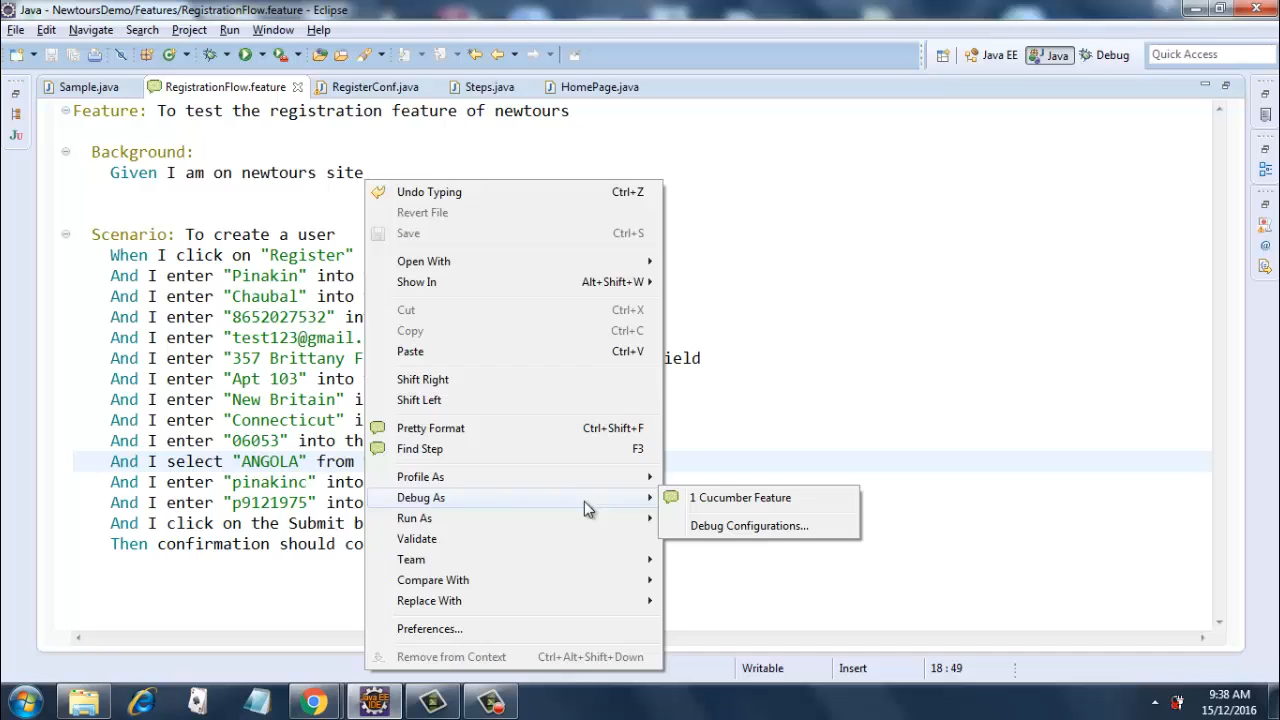 Java - NewtoursDemo/Features/RegistrationFlow.feature - Eclipse
File Edit Navigate Search Project Run Window Help
Java EE Java Debug Quick Access
Sample.java RegistrationFlow.feature RegisterConf.java Steps.java HomePage.java
Feature: To test the registration feature of newtours
Background:
Given I am on newtours site
Scenario: To create a user
When I click on "Register"
And I enter "Pinakin" into
And I enter "Chaubal" into
And I enter "8652027532" in
And I enter "test123@gmail.
And I enter "357 Brittany F ield
And I enter "Apt 103" into
And I enter "New Britain" i
And I enter "Connecticut" i
And I enter "06053" into th
And I select "ANGOLA" from
And I enter "pinakinc" into
And I enter "p9121975" into
And I click on the Submit b
Then confirmation should co
Undo Typing Ctrl+Z
Revert File
Save Ctrl+S
Open With
Show In Alt+Shift+W
Cut Ctrl+X
Copy Ctrl+C
Paste Ctrl+V
Shift Right
Shift Left
Pretty Format Ctrl+Shift+F
Find Step F3
Profile As
Debug As
Run As
Validate
Team
Compare With
Replace With
Preferences...
Remove from Context Ctrl+Alt+Shift+Down
1 Cucumber Feature
Debug Configurations...
Writable Insert 18 : 49
Java EE
IDE
9:38 AM
15/12/2016